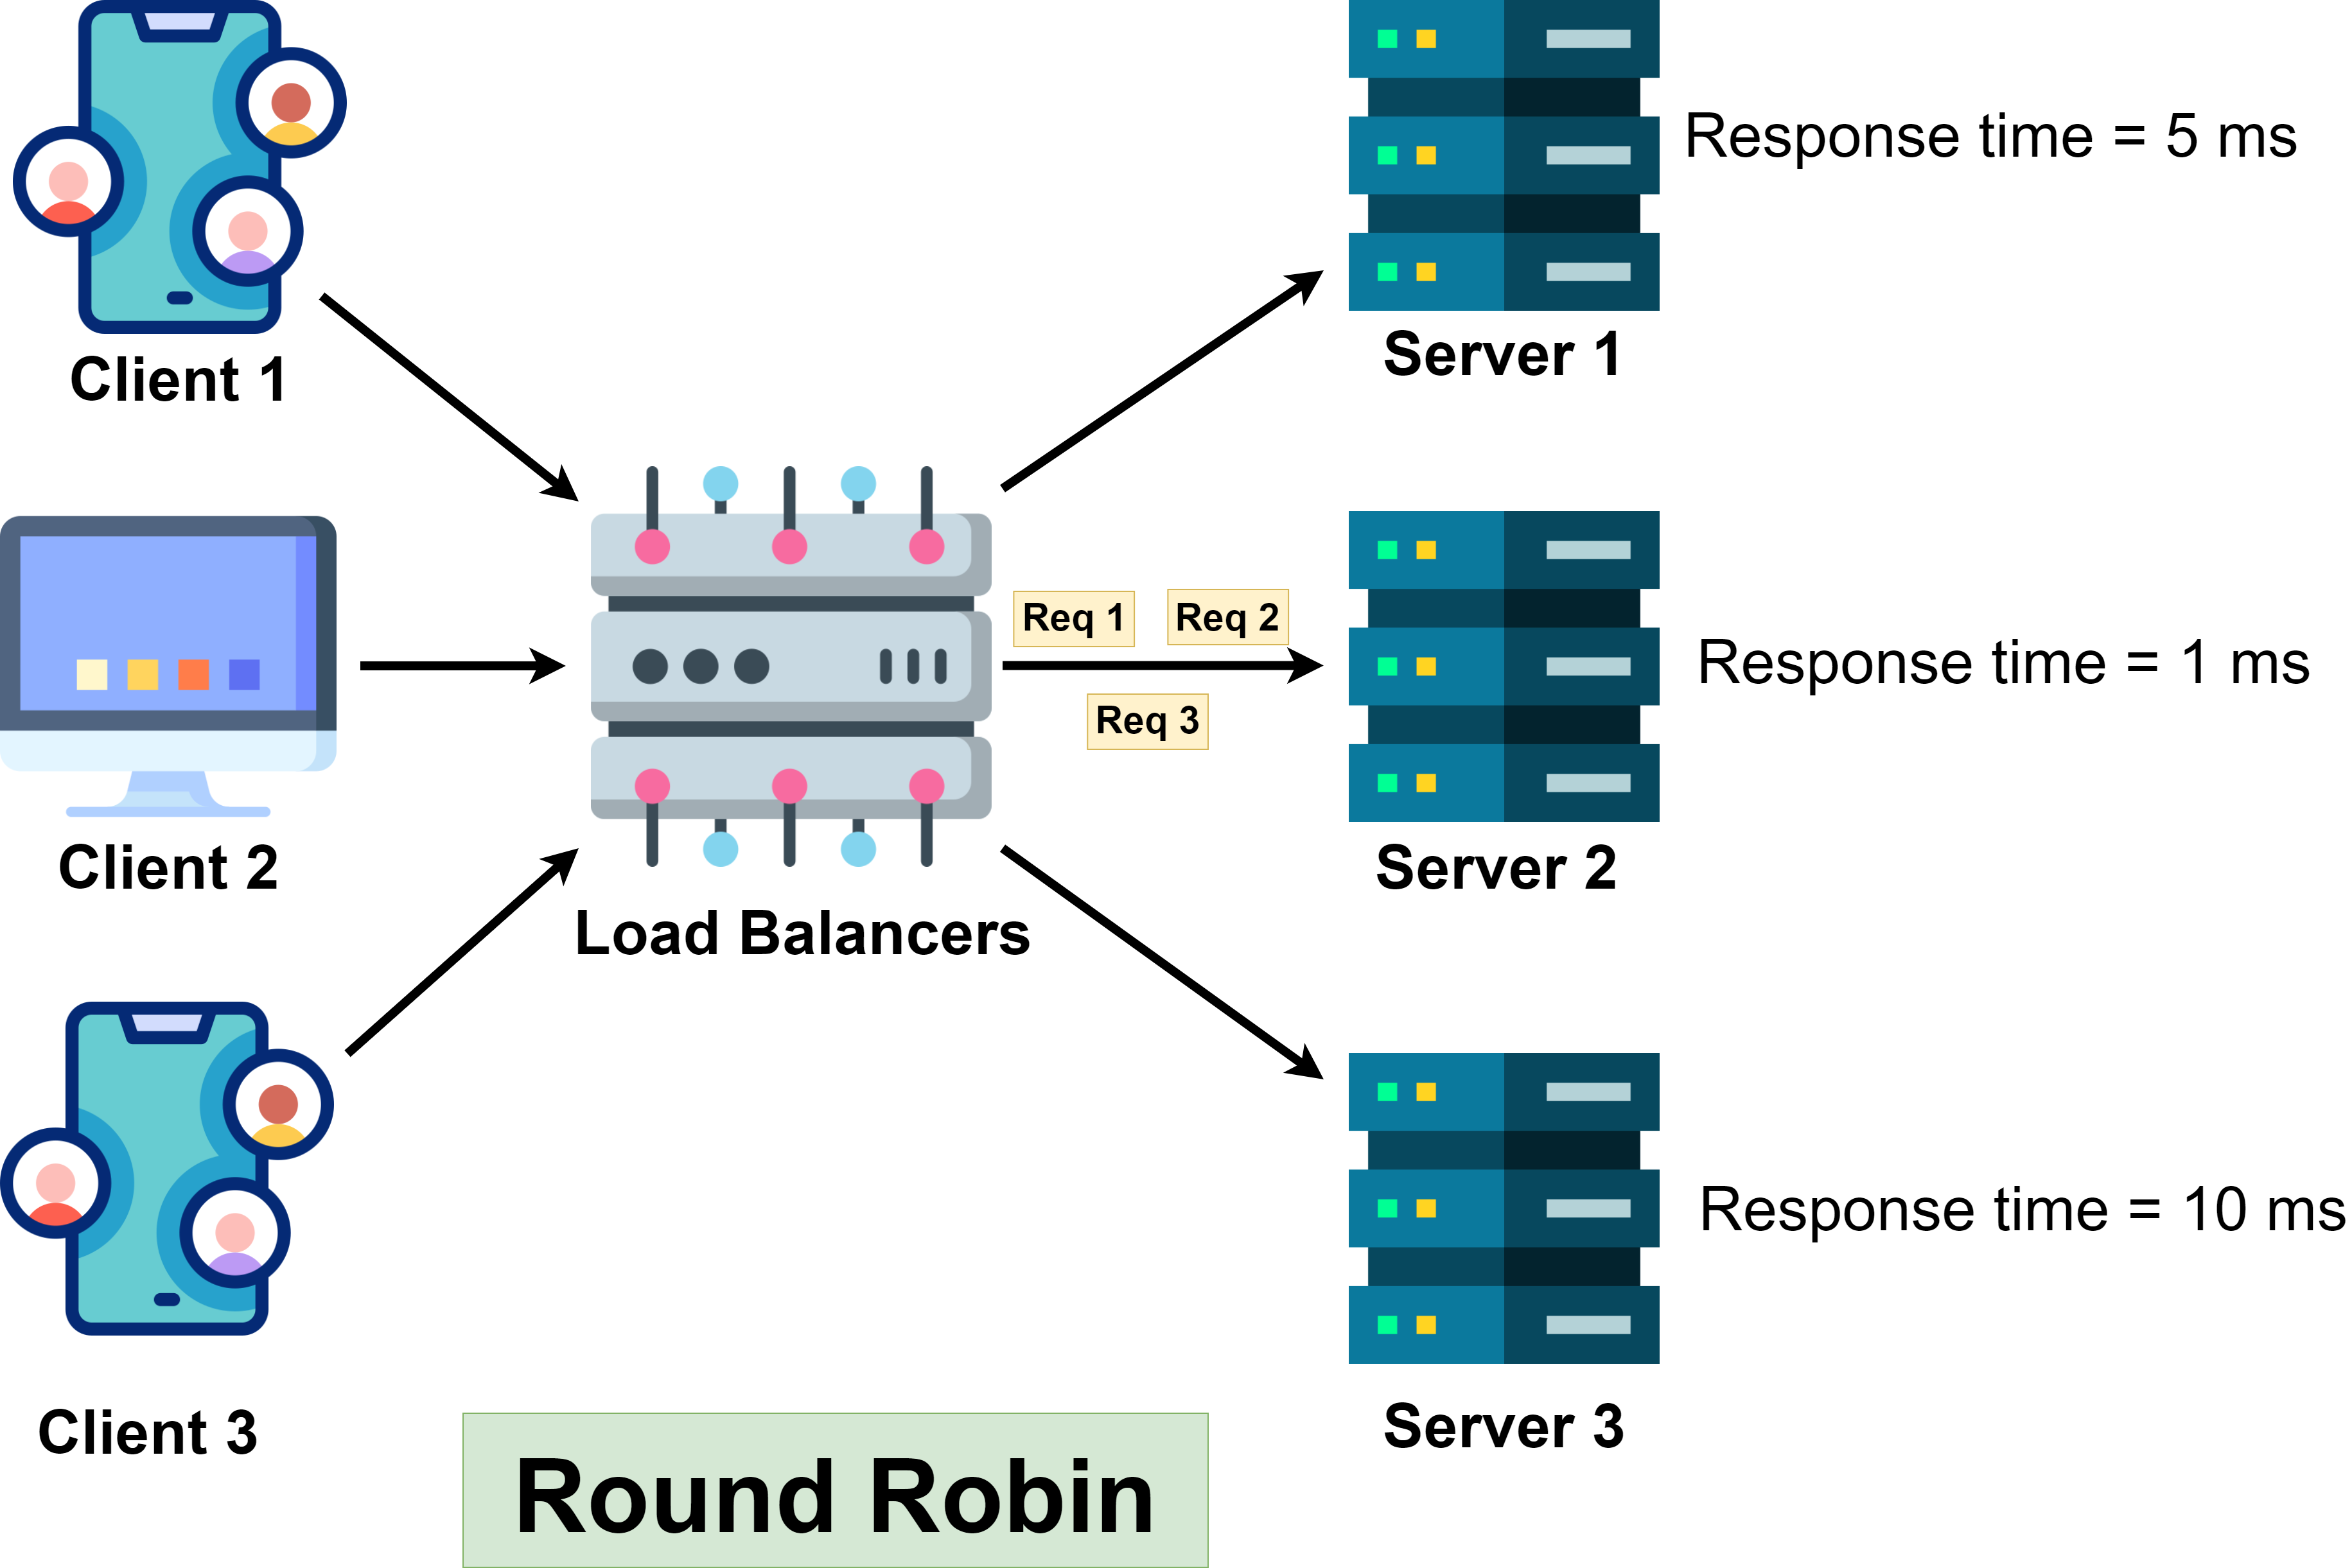 Response time = 5 ms
Client 1
Server 1
Req 1
Req 2
Req 3
Response time = 1 ms
Client 2
Server 2
Load Balancers
Response time = 10 ms
Client 3
Server 3
Round Robin